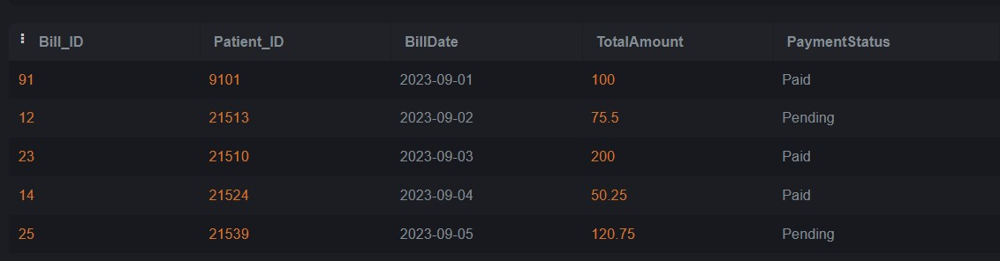 Bill_ID Patient_ID BillDate TotalAmount PaymentStatus
91 9101 2023-09-01 100 Paid
12 21513 2023-09-02 75.5 Pending
23 21510 2023-09-03 200 Paid
14 21524 2023-09-04 50.25 Paid
25 21539 2023-09-05 120.75 Pending